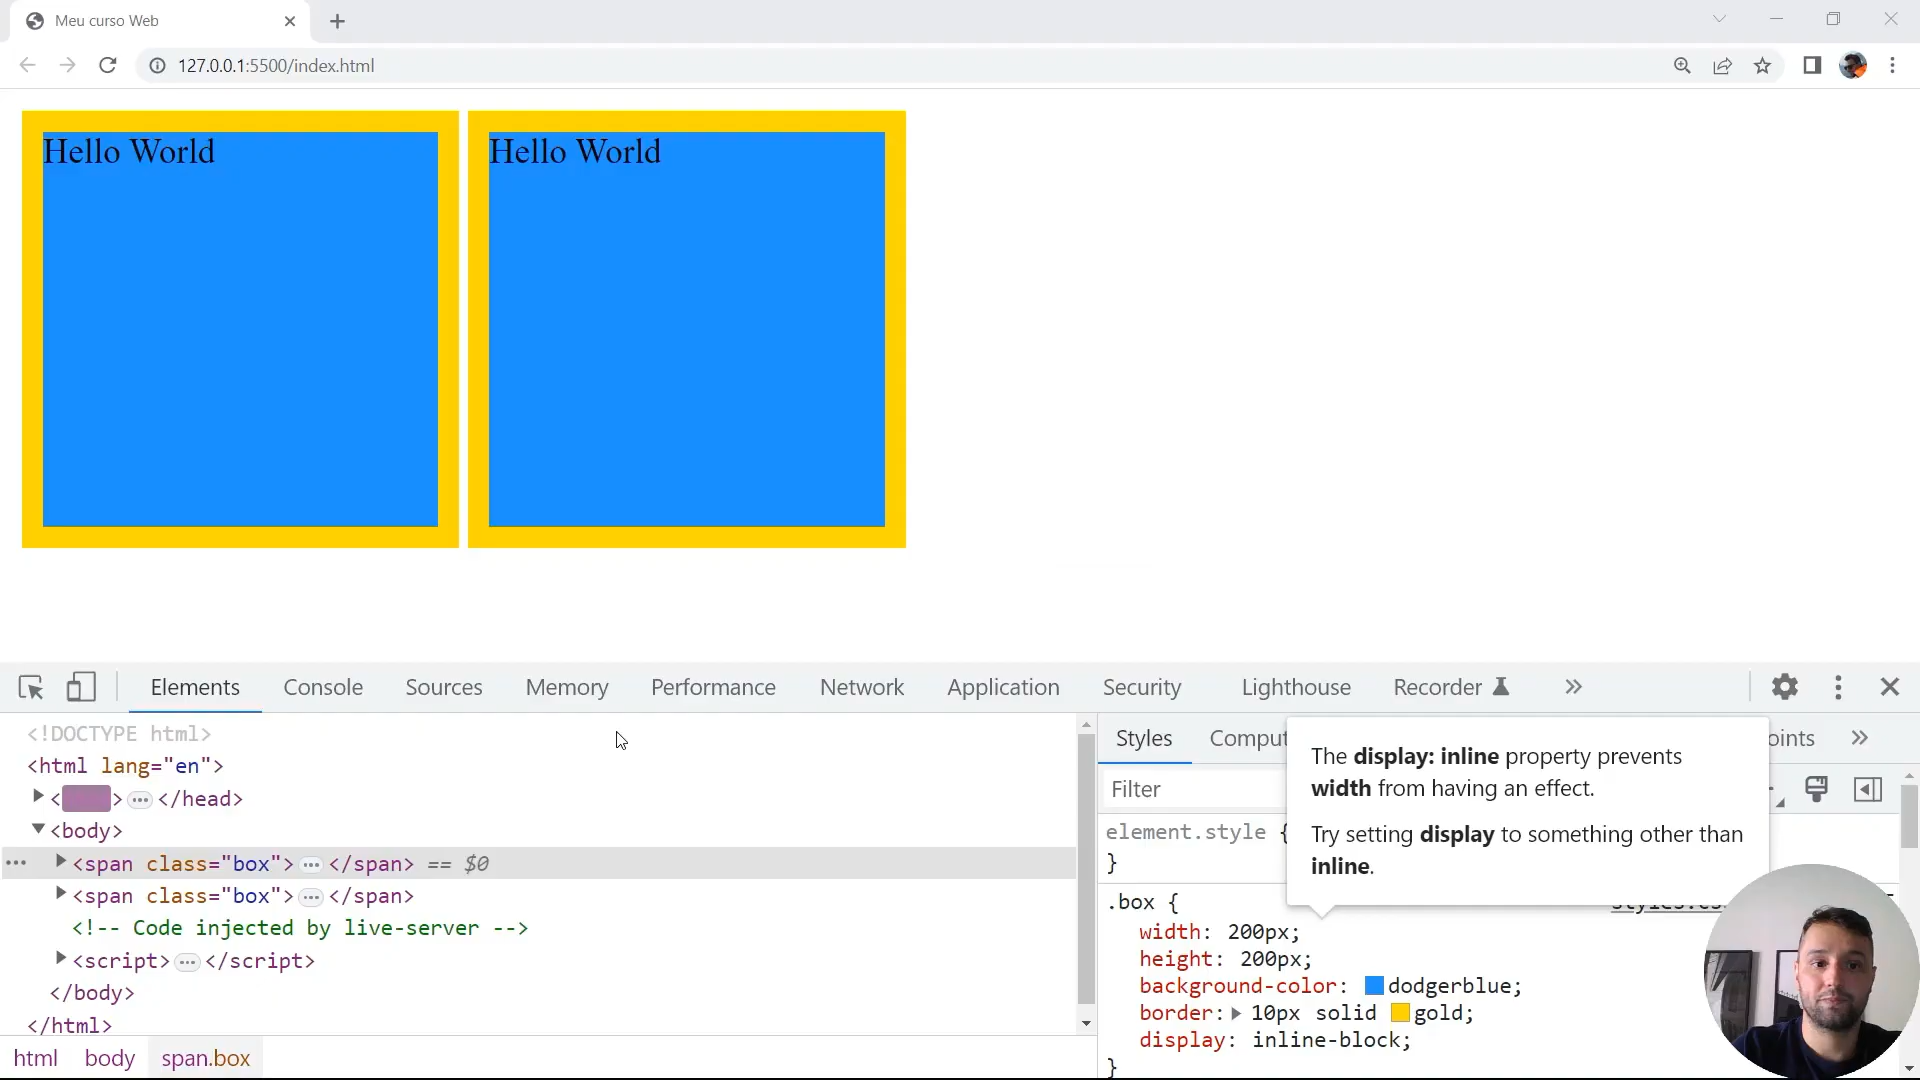 Meu curso Web
127.0.0.1:5500/index.html
Hello World
Hello World
Elements Console Sources Memory Performance Network Application Security Lighthouse Recorder
<!DOCTYPE html>
<html lang="en">
< > ... </head>
<body>
... <span class="box"> ... </span> == $0
<span class="box"> ... </span>
<!-- Code injected by live-server -->
<script> ... </script>
</body>
</html>
html body span.box
Styles Comput oints
Filter
The display: inline property prevents
width from having an effect.
Try setting display to something other than
inline.
element.style {
}
.box {
width: 200px;
height: 200px;
background-color: dodgerblue;
border: 10px solid gold;
display: inline-block;
}